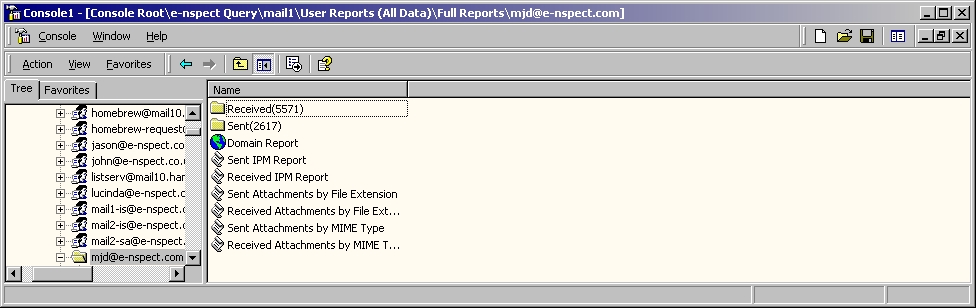 Console1 - [Console Root\e-nspect Query\mail1\User Reports (All Data)\Full Reports\mjd@e-nspect.com]
Console Window Help
Action View Favorites
Tree Favorites
homebrew@mail10.
homebrew-request
jason@e-nspect.co
john@e-nspect.co.
listserv@mail10.har
lucinda@e-nspect.c
mail1-is@e-nspect.
mail2-is@e-nspect.
mail2-sa@e-nspect.
mjd@e-nspect.com
Name
Received(5571)
Sent(2617)
Domain Report
Sent IPM Report
Received IPM Report
Sent Attachments by File Extension
Received Attachments by File Ext...
Sent Attachments by MIME Type
Received Attachments by MIME T...